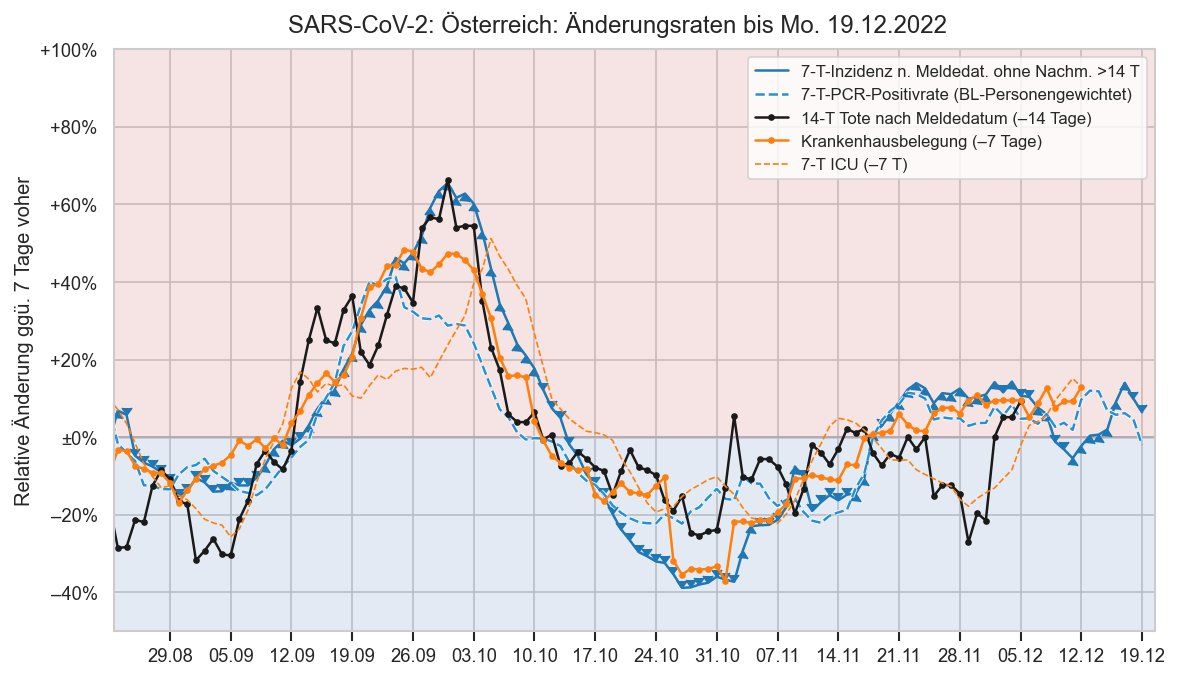 SARS-CoV-2: Österreich: Änderungsraten bis Mo. 19.12.2022
Relative Änderung ggü. 7 Tage voher
+100%
+80%
+60%
+40%
+20%
±0%
–20%
–40%
7-T-Inzidenz n. Meldedat. ohne Nachm. >14 T
7-T-PCR-Positivrate (BL-Personengewichtet)
14-T Tote nach Meldedatum (–14 Tage)
Krankenhausbelegung (–7 Tage)
7-T ICU (–7 T)
29.08 05.09 12.09 19.09 26.09 03.10 10.10 17.10 24.10 31.10 07.11 14.11 21.11 28.11 05.12 12.12 19.12